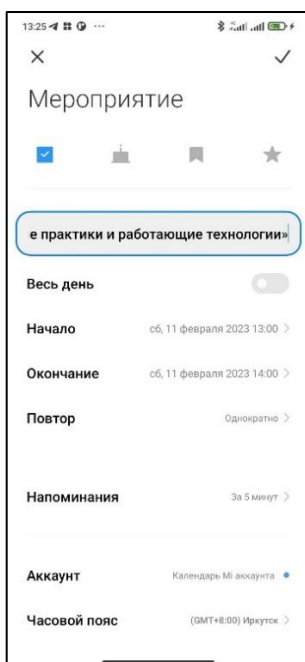 13:25
Мероприятие
е практики и работающие технологии»
Весь день
Начало сб, 11 февраля 2023 13:00
Окончание сб, 11 февраля 2023 14:00
Повтор Однократно
Напоминания За 5 минут
Аккаунт Календарь Mi аккаунта
Часовой пояс (GMT+8:00) Иркутск